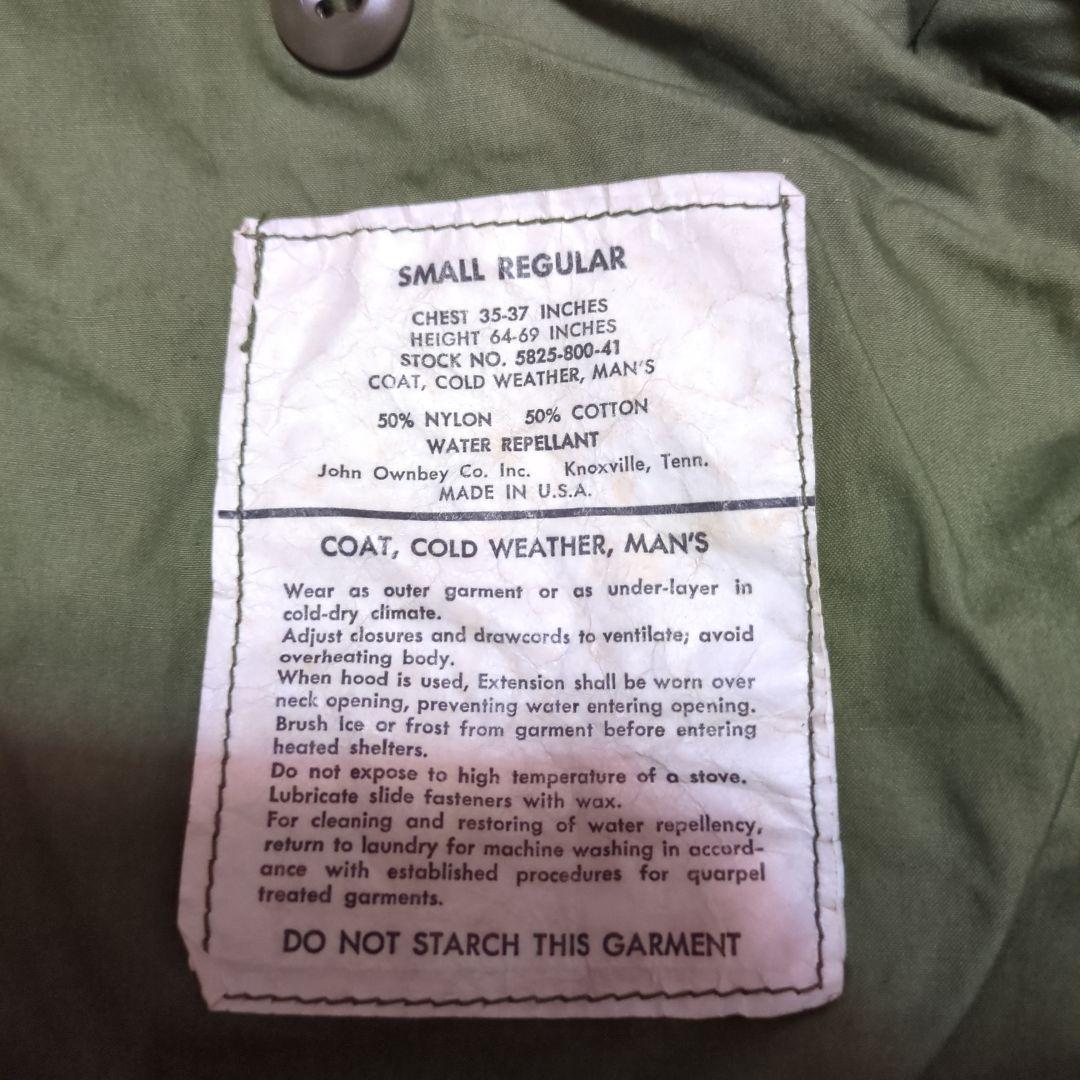 SMALL REGULAR
CHEST 35-37 INCHES
HEIGHT 64-69 INCHES
STOCK NO. 5825-800-41
COAT, COLD WEATHER, MAN'S
50% NYLON 50% COTTON
WATER REPELLANT
John Ownbey Co. Inc. Knoxville, Tenn.
MADE IN U.S.A.
COAT, COLD WEATHER, MAN'S
Wear as outer garment or as under-layer in
cold-dry climate.
Adjust closures and drawcords to ventilate; avoid
overheating body.
When hood is used, Extension shall be worn over
neck opening, preventing water entering opening.
Brush Ice or frost from garment before entering
heated shelters.
Do not expose to high temperature of a stove.
Lubricate slide fasteners with wax.
For cleaning and restoring of water repellency,
return to laundry for machine washing in accord-
ance with established procedures for quarpel
treated garments.
DO NOT STARCH THIS GARMENT